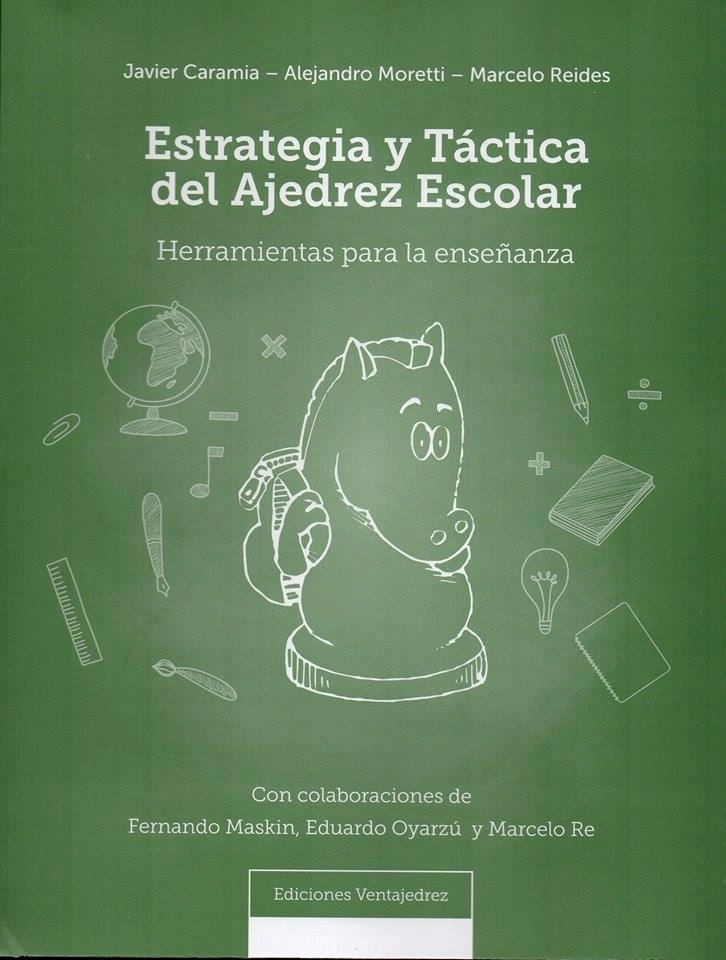 Javier Caramia – Alejandro Moretti – Marcelo Reides
Estrategia y Táctica
del Ajedrez Escolar
Herramientas para la enseñanza
Con colaboraciones de
Fernando Maskin, Eduardo Oyarzú y Marcelo Re
Ediciones Ventajedrez